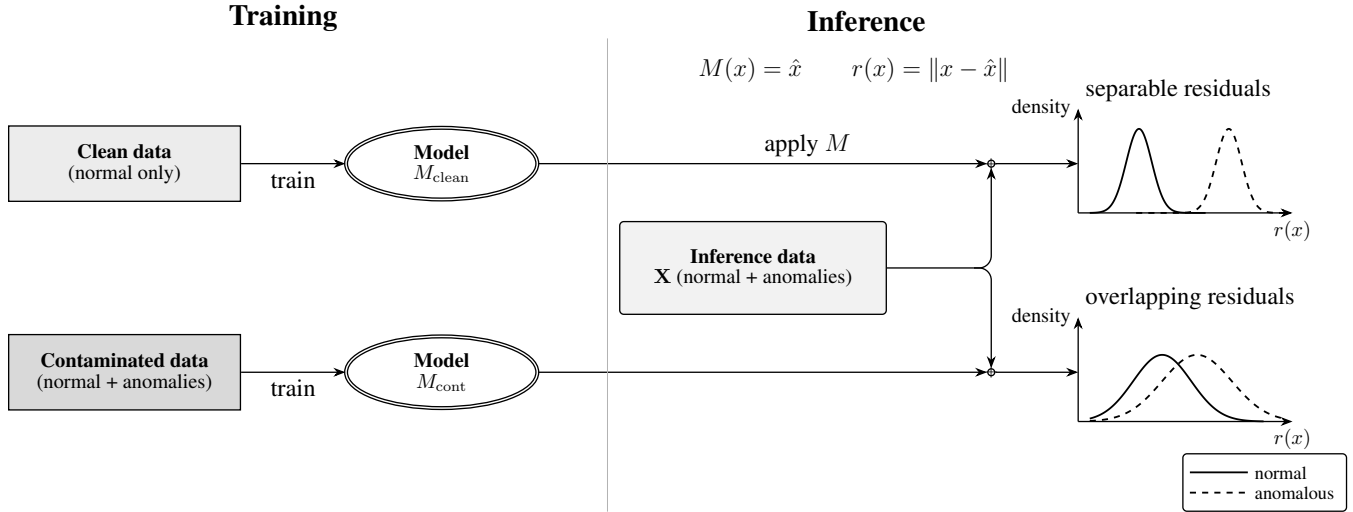 Training
Inference
M(x) = x̂
r(x) = ‖x − x̂‖
separable residuals
density
Clean data
(normal only)
train
Model
M_clean
apply M
r(x)
Inference data
X (normal + anomalies)
overlapping residuals
density
Contaminated data
(normal + anomalies)
train
Model
M_cont
r(x)
normal
anomalous